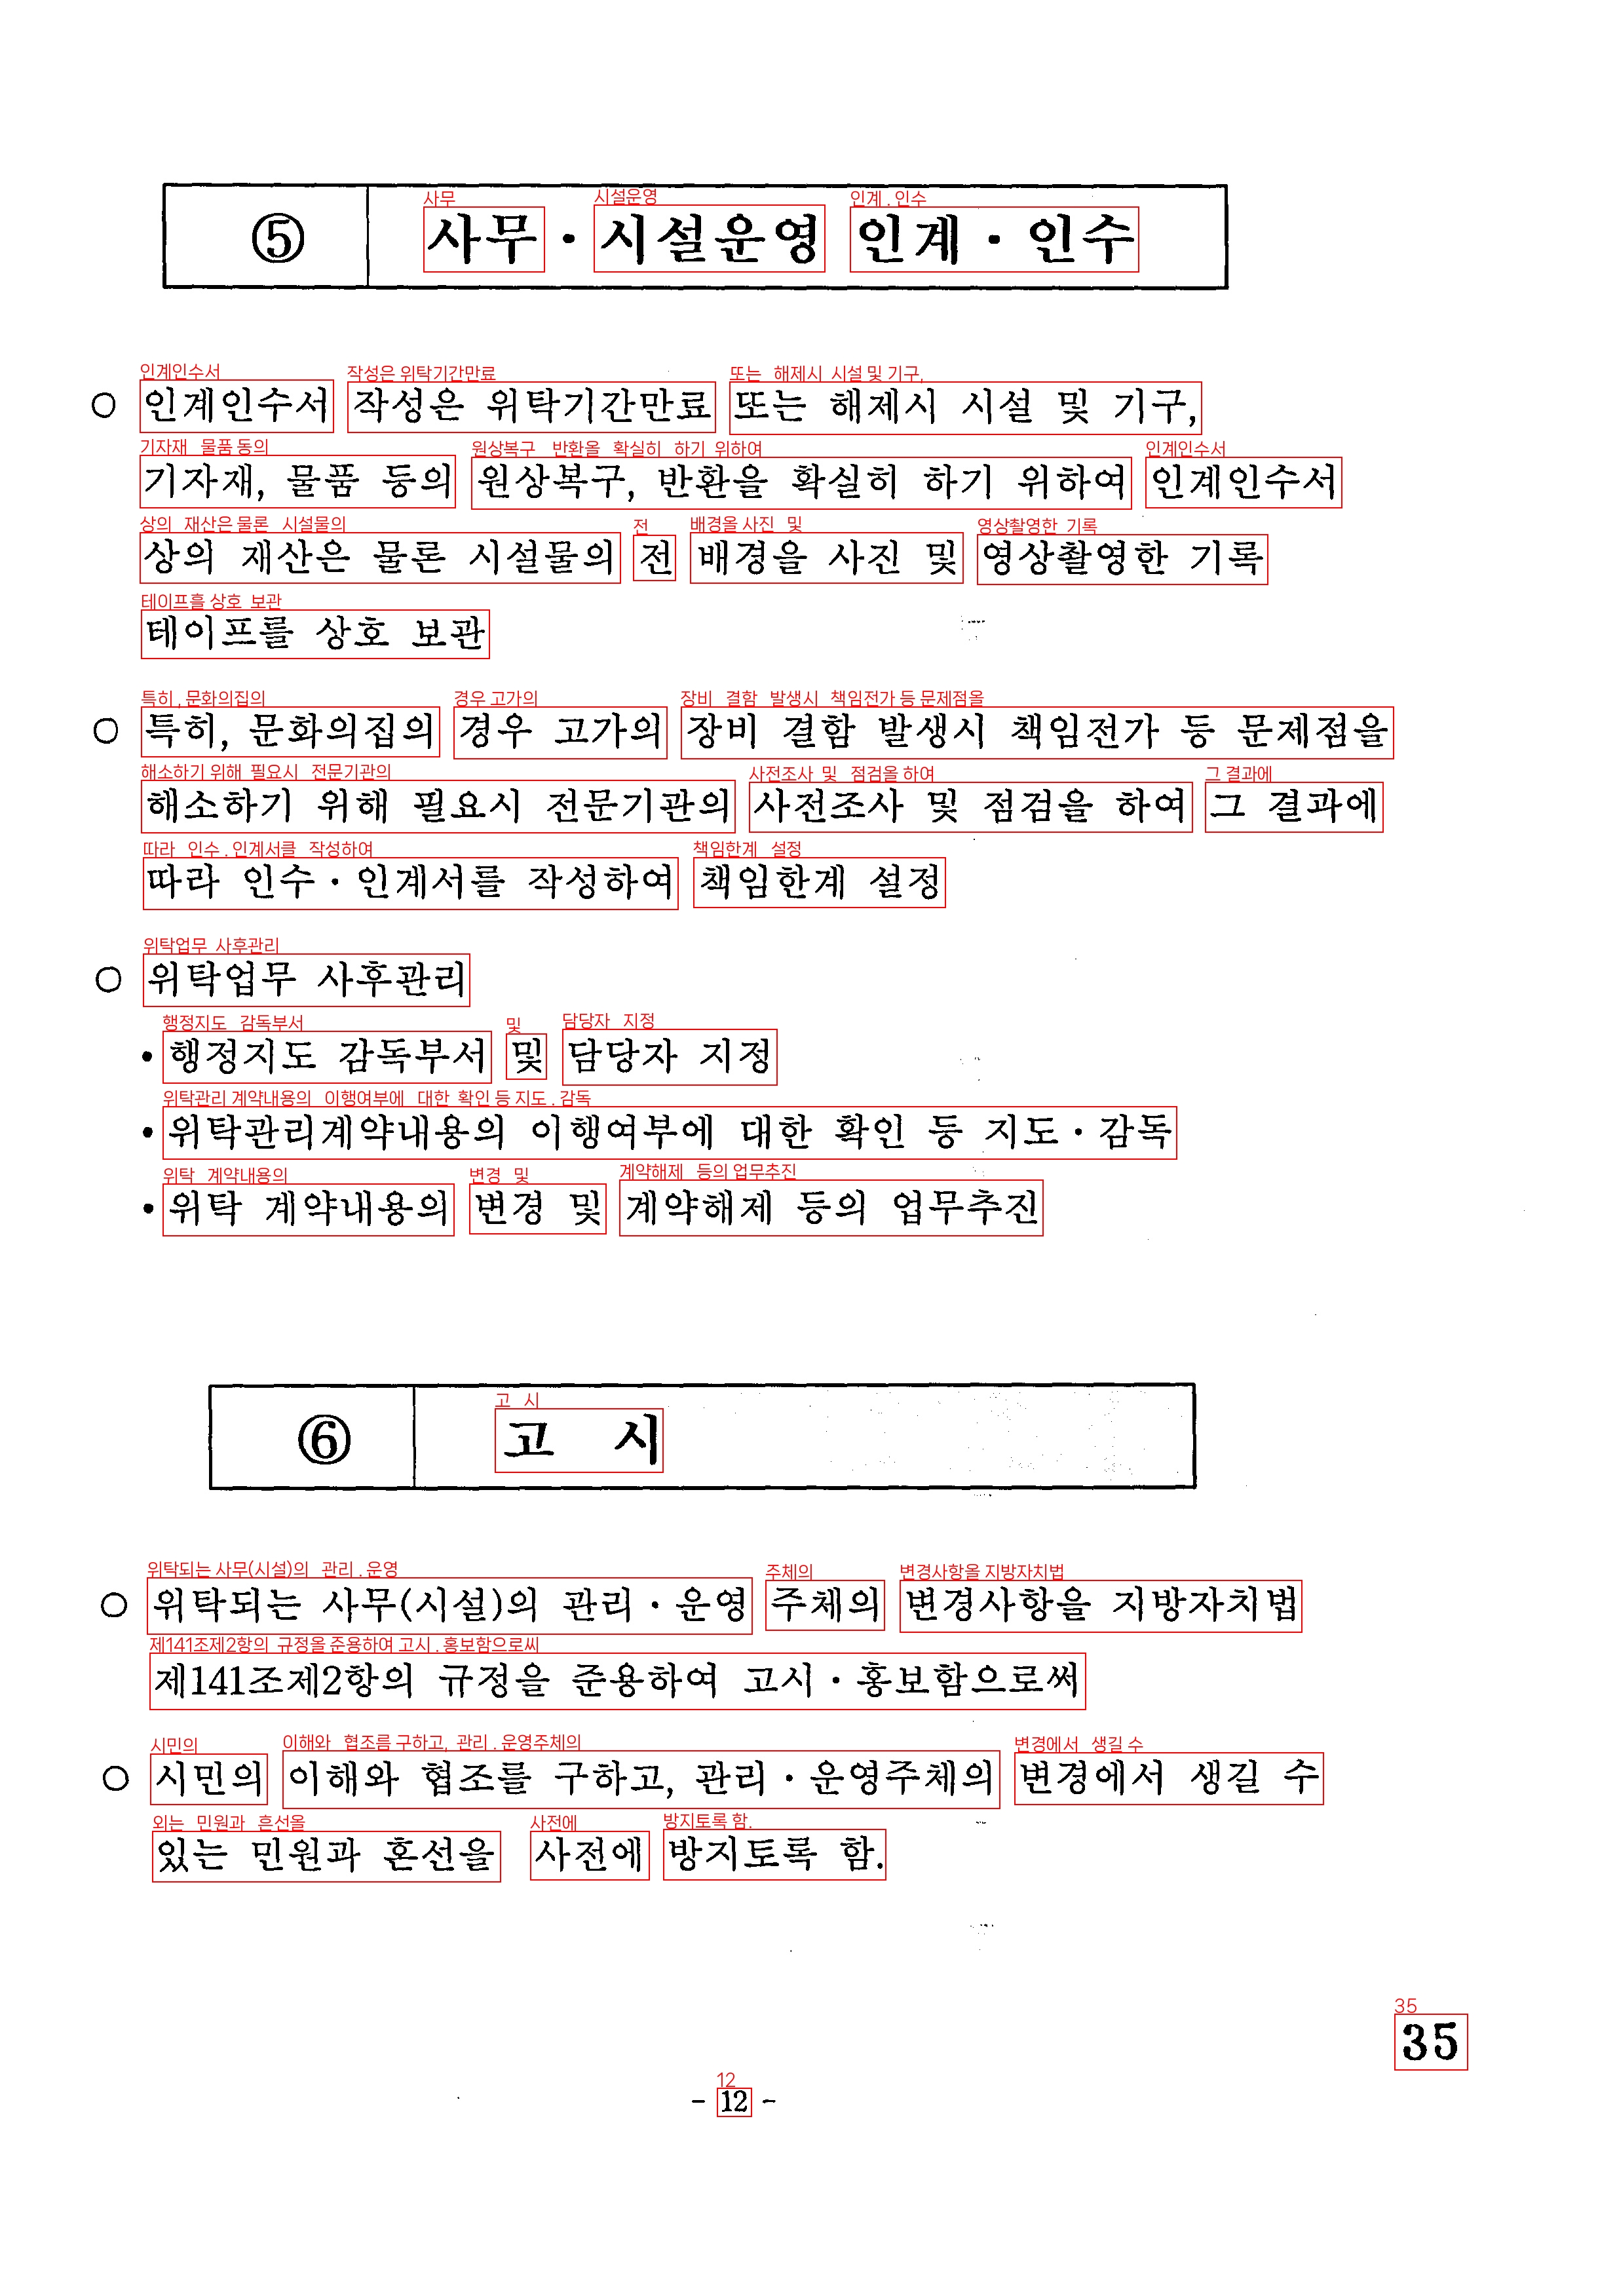 ⑤ 사무·시설운영 인계·인수
○ 인계인수서 작성은 위탁기간만료 또는 해제시 시설 및 기구,
기자재, 물품 등의 원상복구, 반환을 확실히 하기 위하여 인계인수서
상의 재산은 물론 시설물의 전 배경을 사진 및 영상촬영한 기록
테이프를 상호 보관
○ 특히, 문화의집의 경우 고가의 장비 결함 발생시 책임전가 등 문제점을
해소하기 위해 필요시 전문기관의 사전조사 및 점검을 하여 그 결과에
따라 인수·인계서를 작성하여 책임한계 설정
○ 위탁업무 사후관리
• 행정지도 감독부서 및 담당자 지정
• 위탁관리계약내용의 이행여부에 대한 확인 등 지도·감독
• 위탁 계약내용의 변경 및 계약해제 등의 업무추진
⑥ 고 시
○ 위탁되는 사무(시설)의 관리·운영 주체의 변경사항을 지방자치법
제141조제2항의 규정을 준용하여 고시·홍보함으로써
○ 시민의 이해와 협조를 구하고, 관리·운영주체의 변경에서 생길 수
있는 민원과 혼선을 사전에 방지토록 함.
35
- 12 -